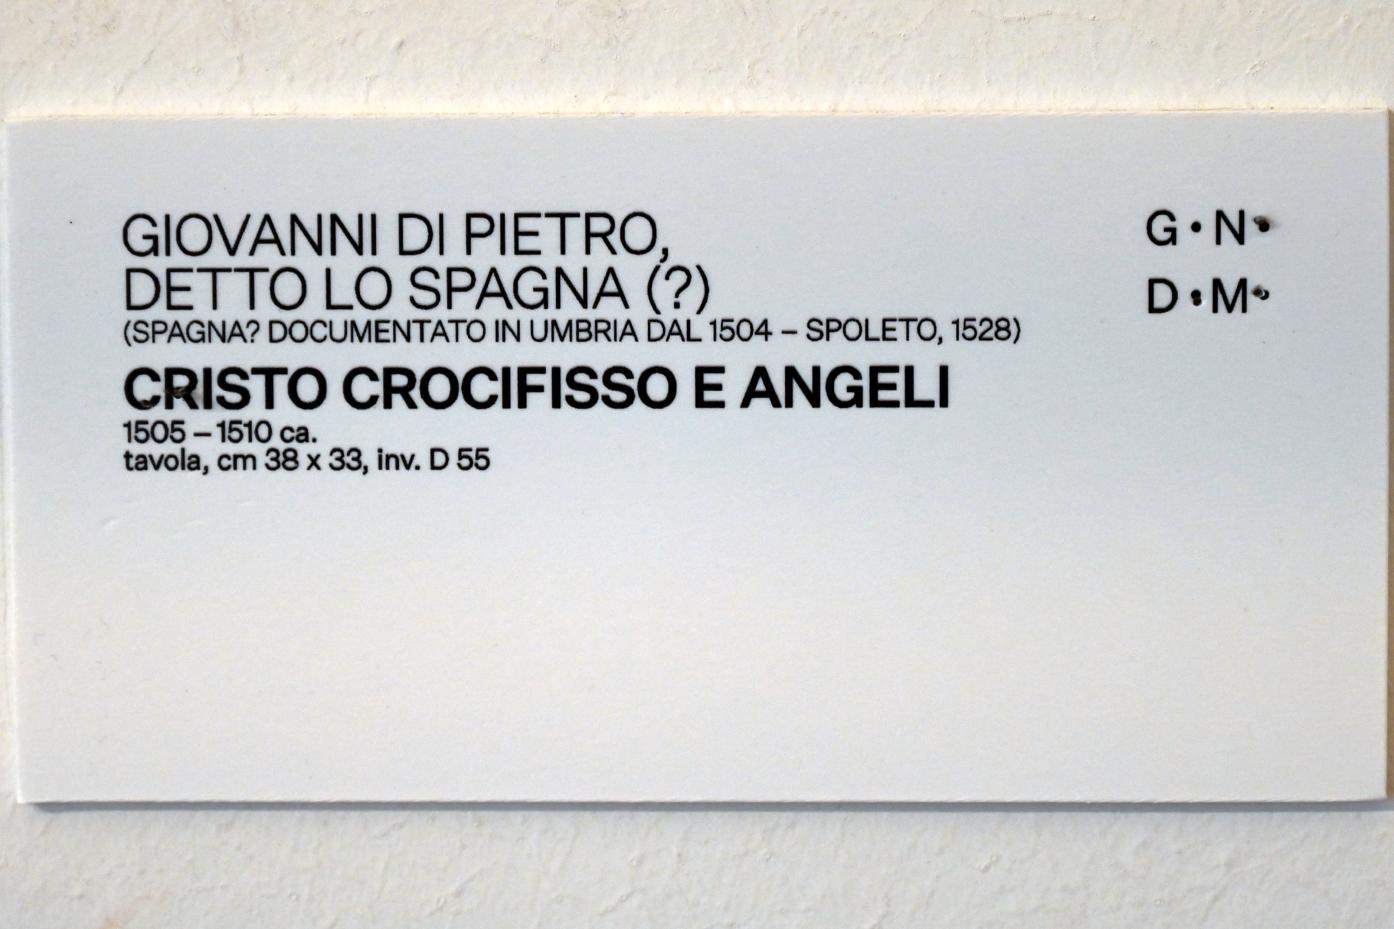 GIOVANNI DI PIETRO,
DETTO LO SPAGNA (?)
(SPAGNA? DOCUMENTATO IN UMBRIA DAL 1504 – SPOLETO, 1528)
CRISTO CROCIFISSO E ANGELI
1505 – 1510 ca.
tavola, cm 38 x 33, inv. D 55
G • N •
D • M •